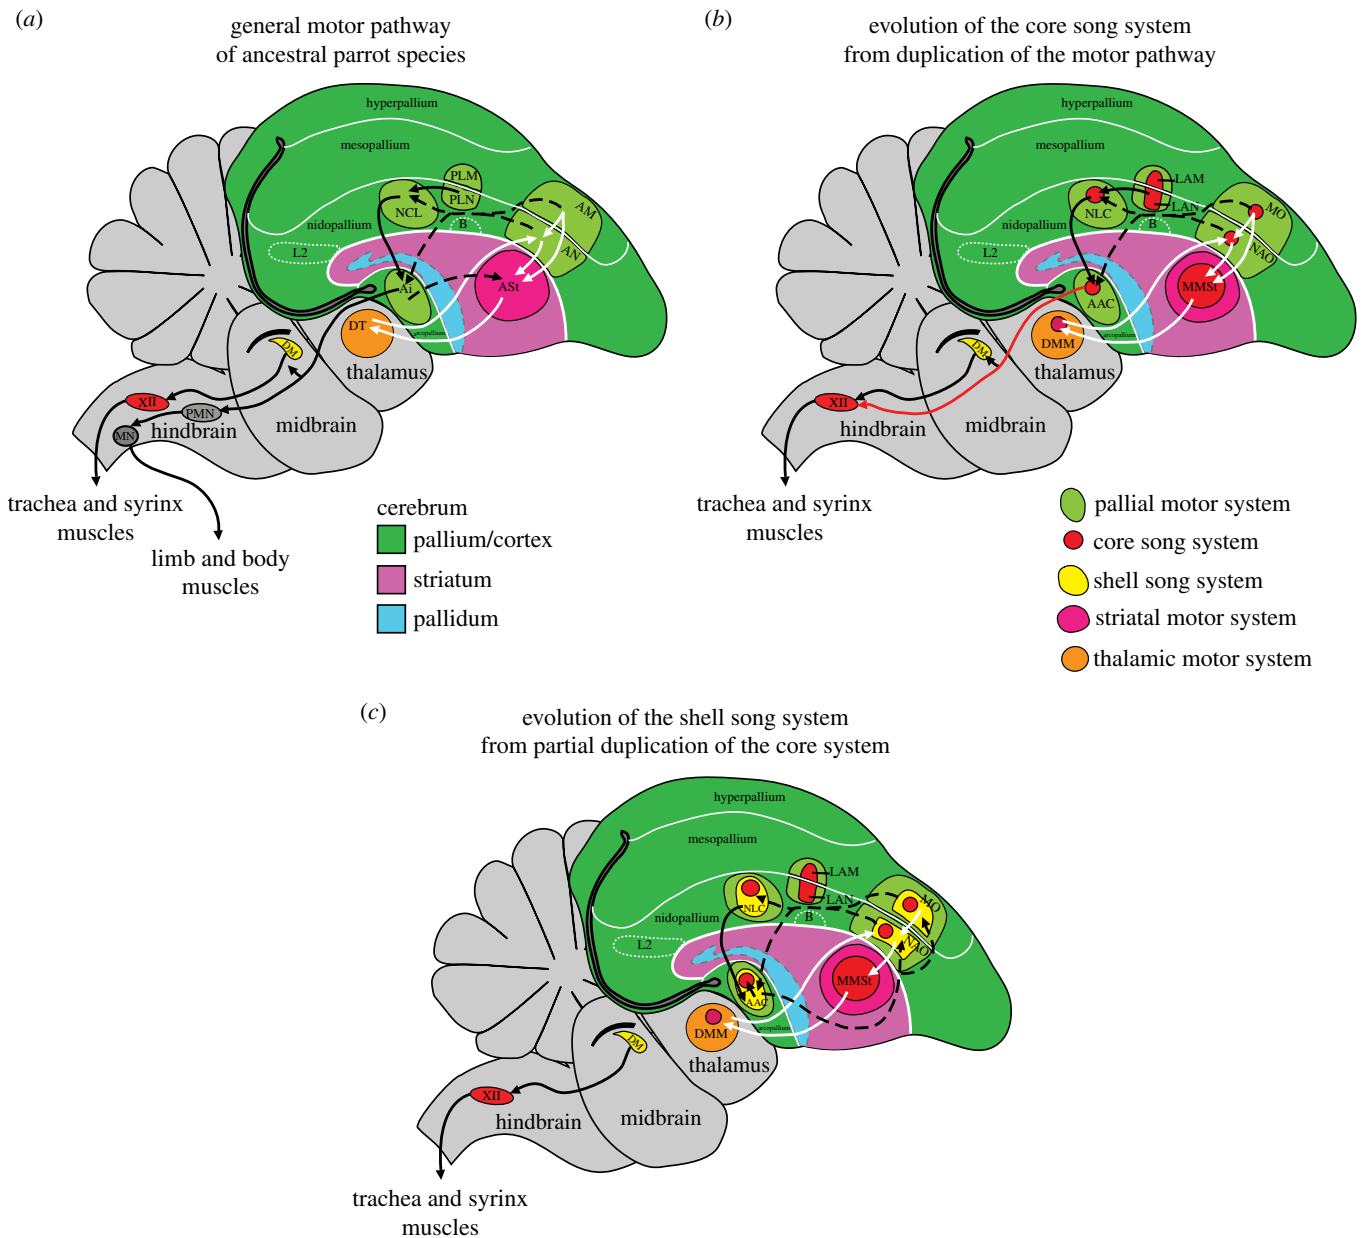 (a)
general motor pathway
of ancestral parrot species
hyperpallium
mesopallium
PLM
PLN
NCL
AM
AN
nidopallium
B
L2
Ai
ASt
DT
arcopallium
thalamus
DM
XII
PMN
MN
hindbrain
midbrain
trachea and syrinx
muscles
limb and body
muscles
cerebrum
pallium/cortex
striatum
pallidum
(b)
evolution of the core song system
from duplication of the motor pathway
hyperpallium
mesopallium
LAM
LAN
NLC
MO
NAO
nidopallium
B
L2
AAC
MMSt
DMM
arcopallium
thalamus
DM
XII
hindbrain
midbrain
trachea and syrinx
muscles
pallial motor system
core song system
shell song system
striatal motor system
thalamic motor system
(c)
evolution of the shell song system
from partial duplication of the core system
hyperpallium
mesopallium
LAM
LAN
NLC
MO
NAO
nidopallium
B
L2
AAC
MMSt
DMM
arcopallium
thalamus
DM
XII
hindbrain
midbrain
trachea and syrinx
muscles